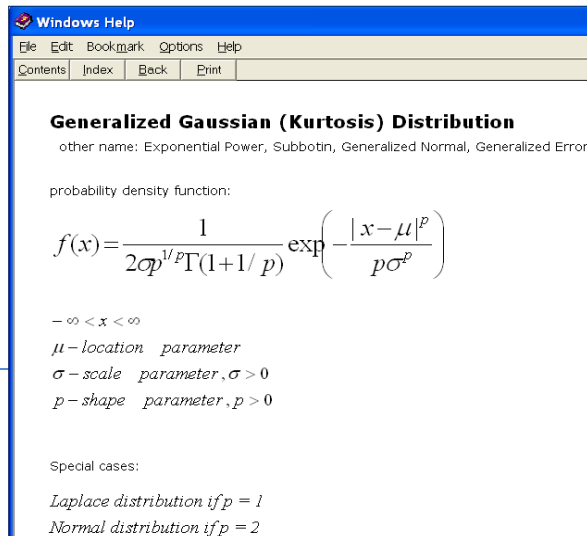 Windows Help
File Edit Bookmark Options Help
Contents Index Back Print
Generalized Gaussian (Kurtosis) Distribution
other name: Exponential Power, Subbotin, Generalized Normal, Generalized Error
probability density function:
f(x)=\frac{1}{2σp^{1/p}Γ(1+1/p)}exp(-\frac{|x-μ|^p}{pσ^p})
-∞ < x < ∞
μ-location parameter
σ-scale parameter, σ > 0
p-shape parameter, p > 0
Special cases:
Laplace distribution if p = 1
Normal distribution if p = 2